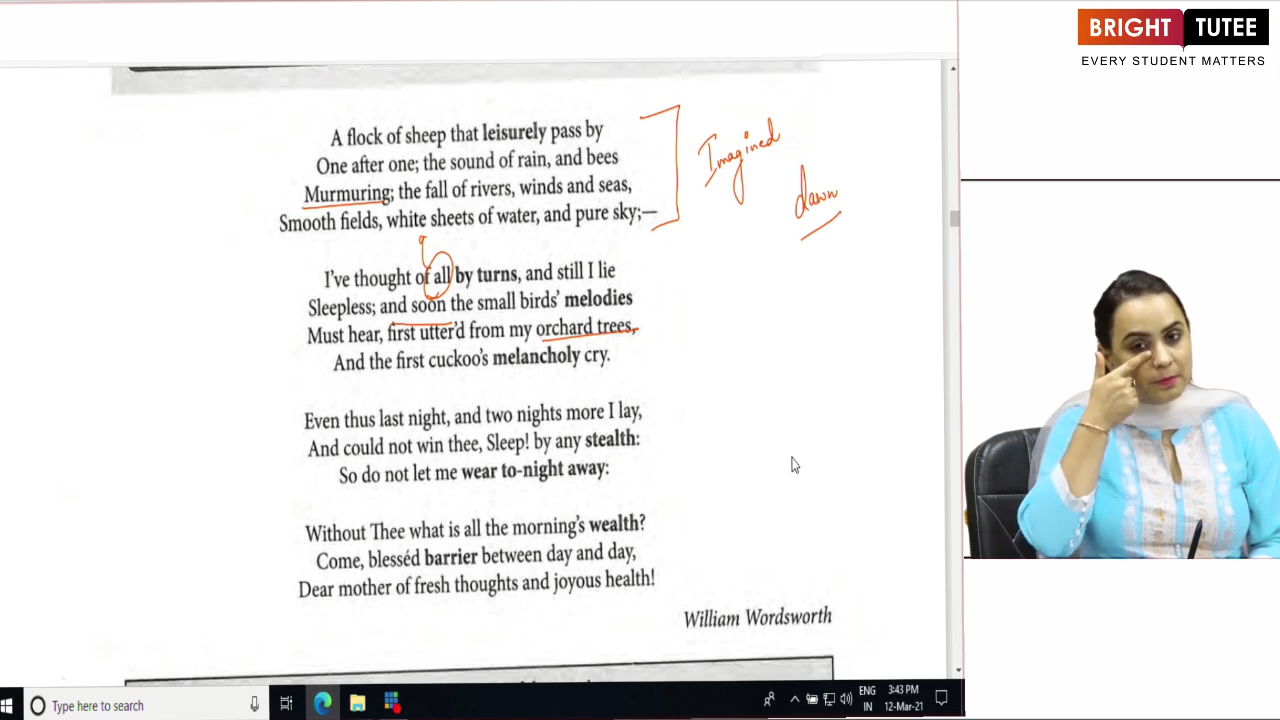 BRIGHT TUTEE
EVERY STUDENT MATTERS
A flock of sheep that leisurely pass by
One after one; the sound of rain, and bees
Murmuring; the fall of rivers, winds and seas,
Smooth fields, white sheets of water, and pure sky;—
Imagined
dawn
I've thought of all by turns, and still I lie
Sleepless; and soon the small birds' melodies
Must hear, first utter'd from my orchard trees,
And the first cuckoo's melancholy cry.
Even thus last night, and two nights more I lay,
And could not win thee, Sleep! by any stealth:
So do not let me wear to-night away:
Without Thee what is all the morning's wealth?
Come, blesséd barrier between day and day,
Dear mother of fresh thoughts and joyous health!
William Wordsworth
Type here to search
ENG
IN
3:43 PM
12-Mar-21